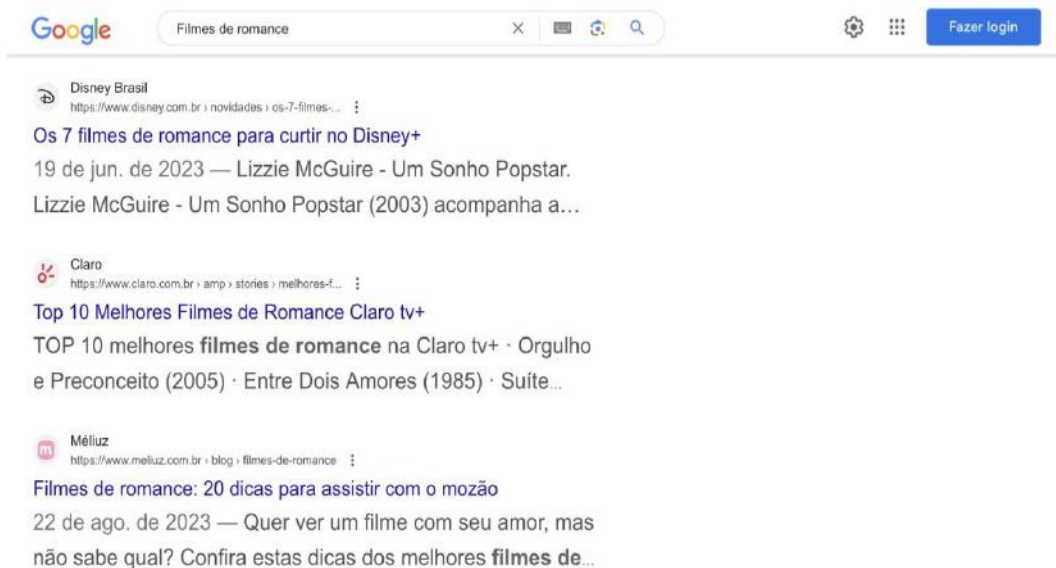 Google Filmes de romance Fazer login
Disney Brasil
https://www.disney.com.br › novidades › os-7-filmes-...
Os 7 filmes de romance para curtir no Disney+
19 de jun. de 2023 — Lizzie McGuire - Um Sonho Popstar.
Lizzie McGuire - Um Sonho Popstar (2003) acompanha a...
Claro
https://www.claro.com.br › amp › stories › melhores-f...
Top 10 Melhores Filmes de Romance Claro tv+
TOP 10 melhores filmes de romance na Claro tv+ · Orgulho
e Preconceito (2005) · Entre Dois Amores (1985) · Suíte...
m
Méliuz
https://www.meliuz.com.br › blog › filmes-de-romance
Filmes de romance: 20 dicas para assistir com o mozão
22 de ago. de 2023 — Quer ver um filme com seu amor, mas
não sabe qual? Confira estas dicas dos melhores filmes de...